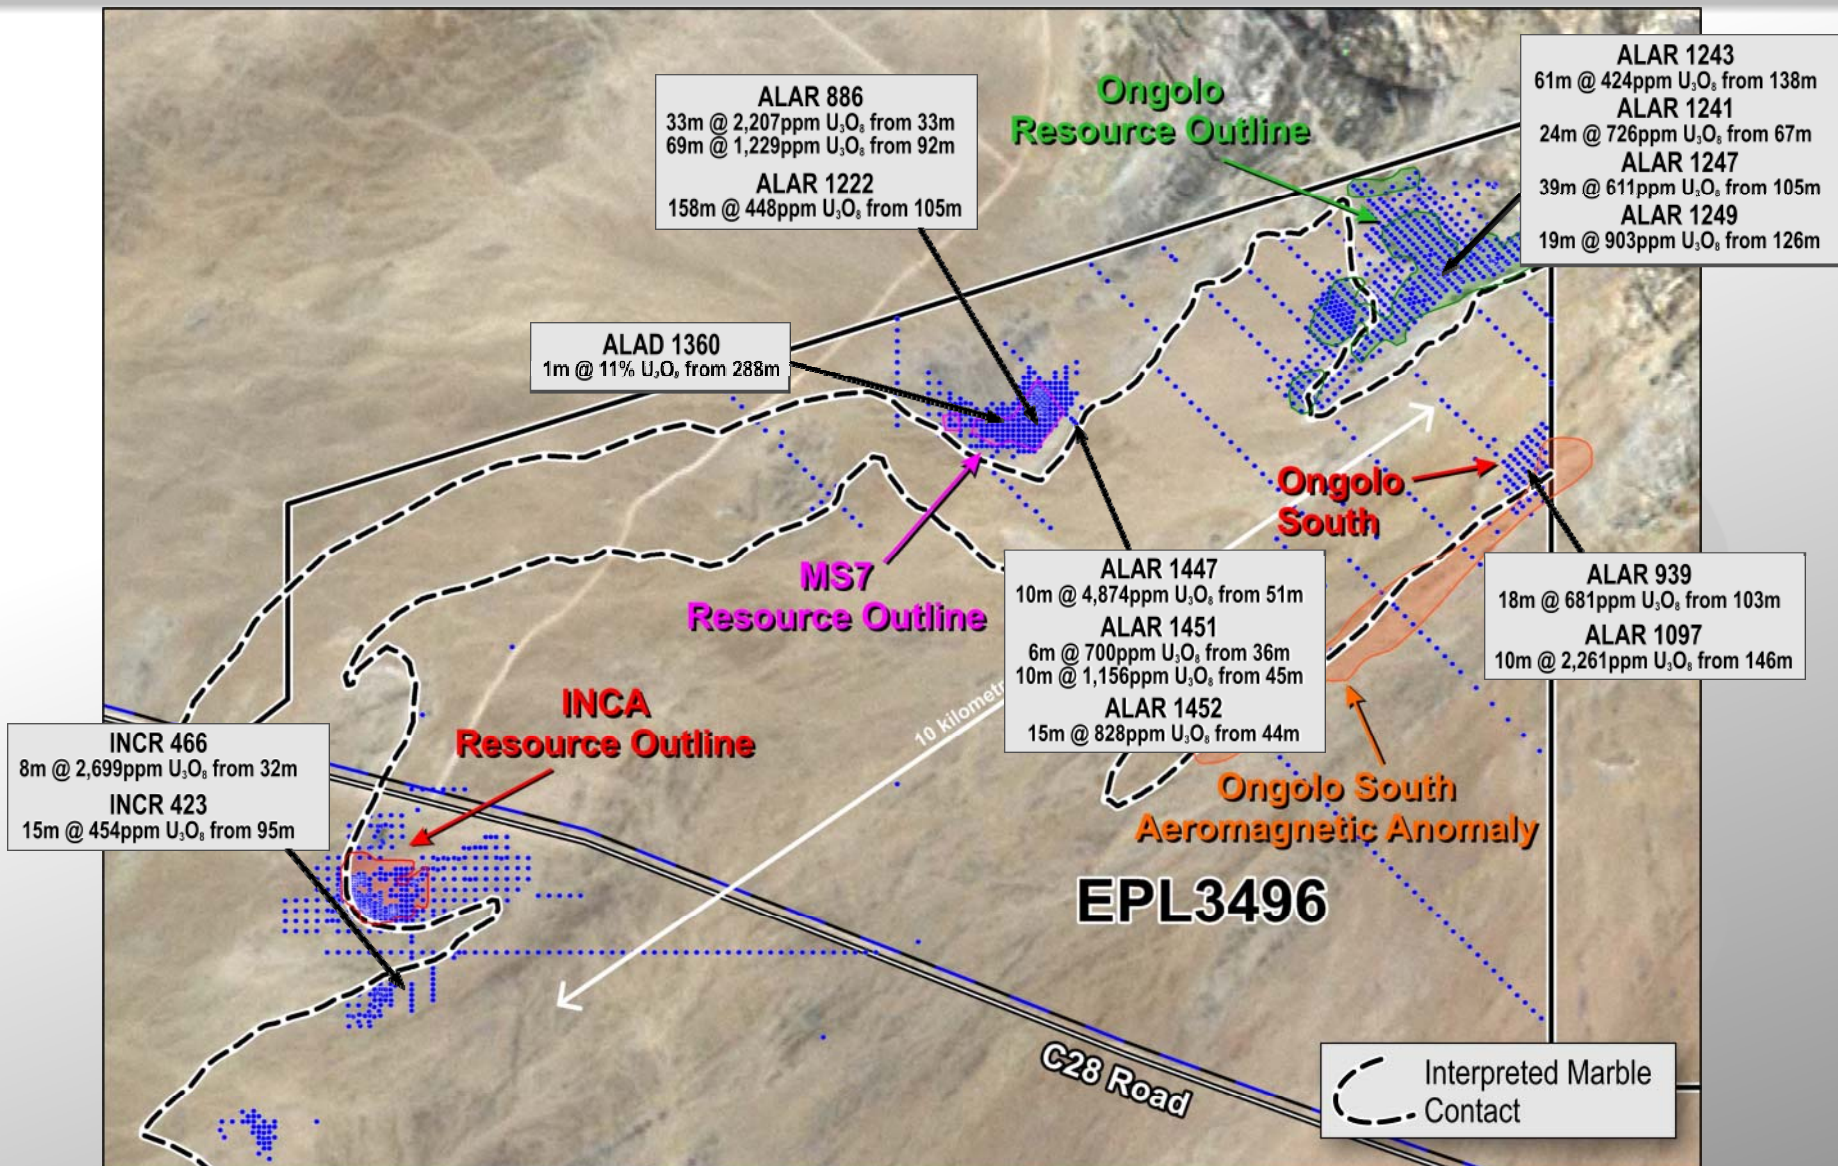 ALAR 1243
61m @ 424ppm U₃O₈ from 138m
ALAR 1241
24m @ 726ppm U₃O₈ from 67m
ALAR 1247
39m @ 611ppm U₃O₈ from 105m
ALAR 1249
19m @ 903ppm U₃O₈ from 126m
Ongolo
Resource Outline
ALAR 886
33m @ 2,207ppm U₃O₈ from 33m
69m @ 1,229ppm U₃O₈ from 92m
ALAR 1222
158m @ 448ppm U₃O₈ from 105m
ALAD 1360
1m @ 11% U₃O₈ from 288m
Ongolo
South
MS7
Resource Outline
ALAR 1447
10m @ 4,874ppm U₃O₈ from 51m
ALAR 1451
6m @ 700ppm U₃O₈ from 36m
10m @ 1,156ppm U₃O₈ from 45m
ALAR 1452
15m @ 828ppm U₃O₈ from 44m
ALAR 939
18m @ 681ppm U₃O₈ from 103m
ALAR 1097
10m @ 2,261ppm U₃O₈ from 146m
INCA
Resource Outline
10 kilometr
INCR 466
8m @ 2,699ppm U₃O₈ from 32m
INCR 423
15m @ 454ppm U₃O₈ from 95m
Ongolo South
Aeromagnetic Anomaly
EPL3496
C28 Road
Interpreted Marble
Contact